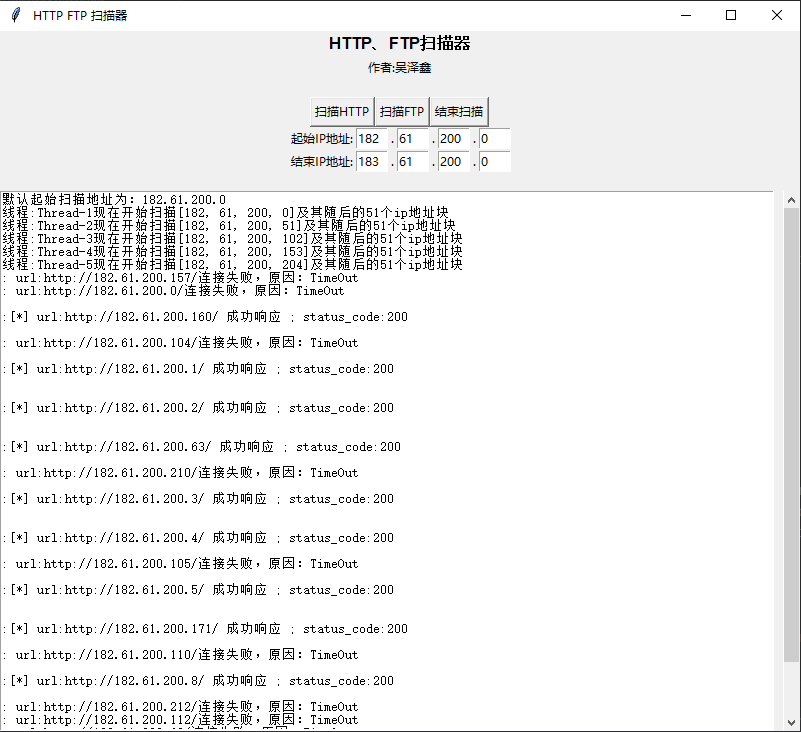 HTTP FTP 扫描器
HTTP、FTP扫描器
作者:吴泽鑫
扫描HTTP 扫描FTP 结束扫描
起始IP地址: 182 . 61 . 200 . 0
结束IP地址: 183 . 61 . 200 . 0
默认起始扫描地址为: 182.61.200.0
线程:Thread-1现在开始扫描[182, 61, 200, 0]及其随后的51个ip地址块
线程:Thread-2现在开始扫描[182, 61, 200, 51]及其随后的51个ip地址块
线程:Thread-3现在开始扫描[182, 61, 200, 102]及其随后的51个ip地址块
线程:Thread-4现在开始扫描[182, 61, 200, 153]及其随后的51个ip地址块
线程:Thread-5现在开始扫描[182, 61, 200, 204]及其随后的51个ip地址块
: url:http://182.61.200.157/连接失败，原因: TimeOut
: url:http://182.61.200.0/连接失败，原因: TimeOut
:[*] url:http://182.61.200.160/ 成功响应 ; status_code:200
: url:http://182.61.200.104/连接失败，原因: TimeOut
:[*] url:http://182.61.200.1/ 成功响应 ; status_code:200
:[*] url:http://182.61.200.2/ 成功响应 ; status_code:200
:[*] url:http://182.61.200.63/ 成功响应 ; status_code:200
: url:http://182.61.200.210/连接失败，原因: TimeOut
:[*] url:http://182.61.200.3/ 成功响应 ; status_code:200
:[*] url:http://182.61.200.4/ 成功响应 ; status_code:200
: url:http://182.61.200.105/连接失败，原因: TimeOut
:[*] url:http://182.61.200.5/ 成功响应 ; status_code:200
:[*] url:http://182.61.200.171/ 成功响应 ; status_code:200
: url:http://182.61.200.110/连接失败，原因: TimeOut
:[*] url:http://182.61.200.8/ 成功响应 ; status_code:200
: url:http://182.61.200.212/连接失败，原因: TimeOut
: url:http://182.61.200.112/连接失败，原因: TimeOut